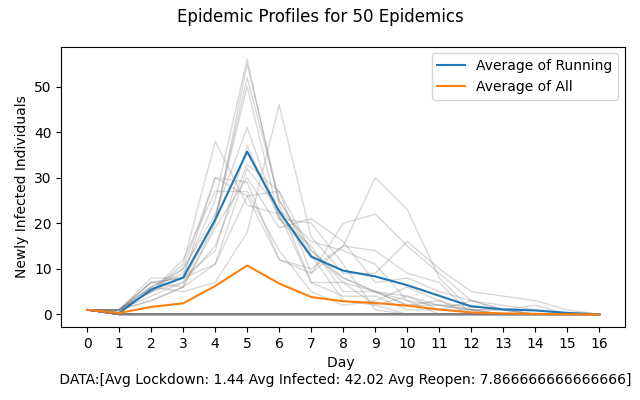 Epidemic Profiles for 50 Epidemics
Newly Infected Individuals
50
40
30
20
10
0
Average of Running
Average of All
0 1 2 3 4 5 6 7 8 9 10 11 12 13 14 15 16
Day
DATA:[Avg Lockdown: 1.44 Avg Infected: 42.02 Avg Reopen: 7.866666666666666]